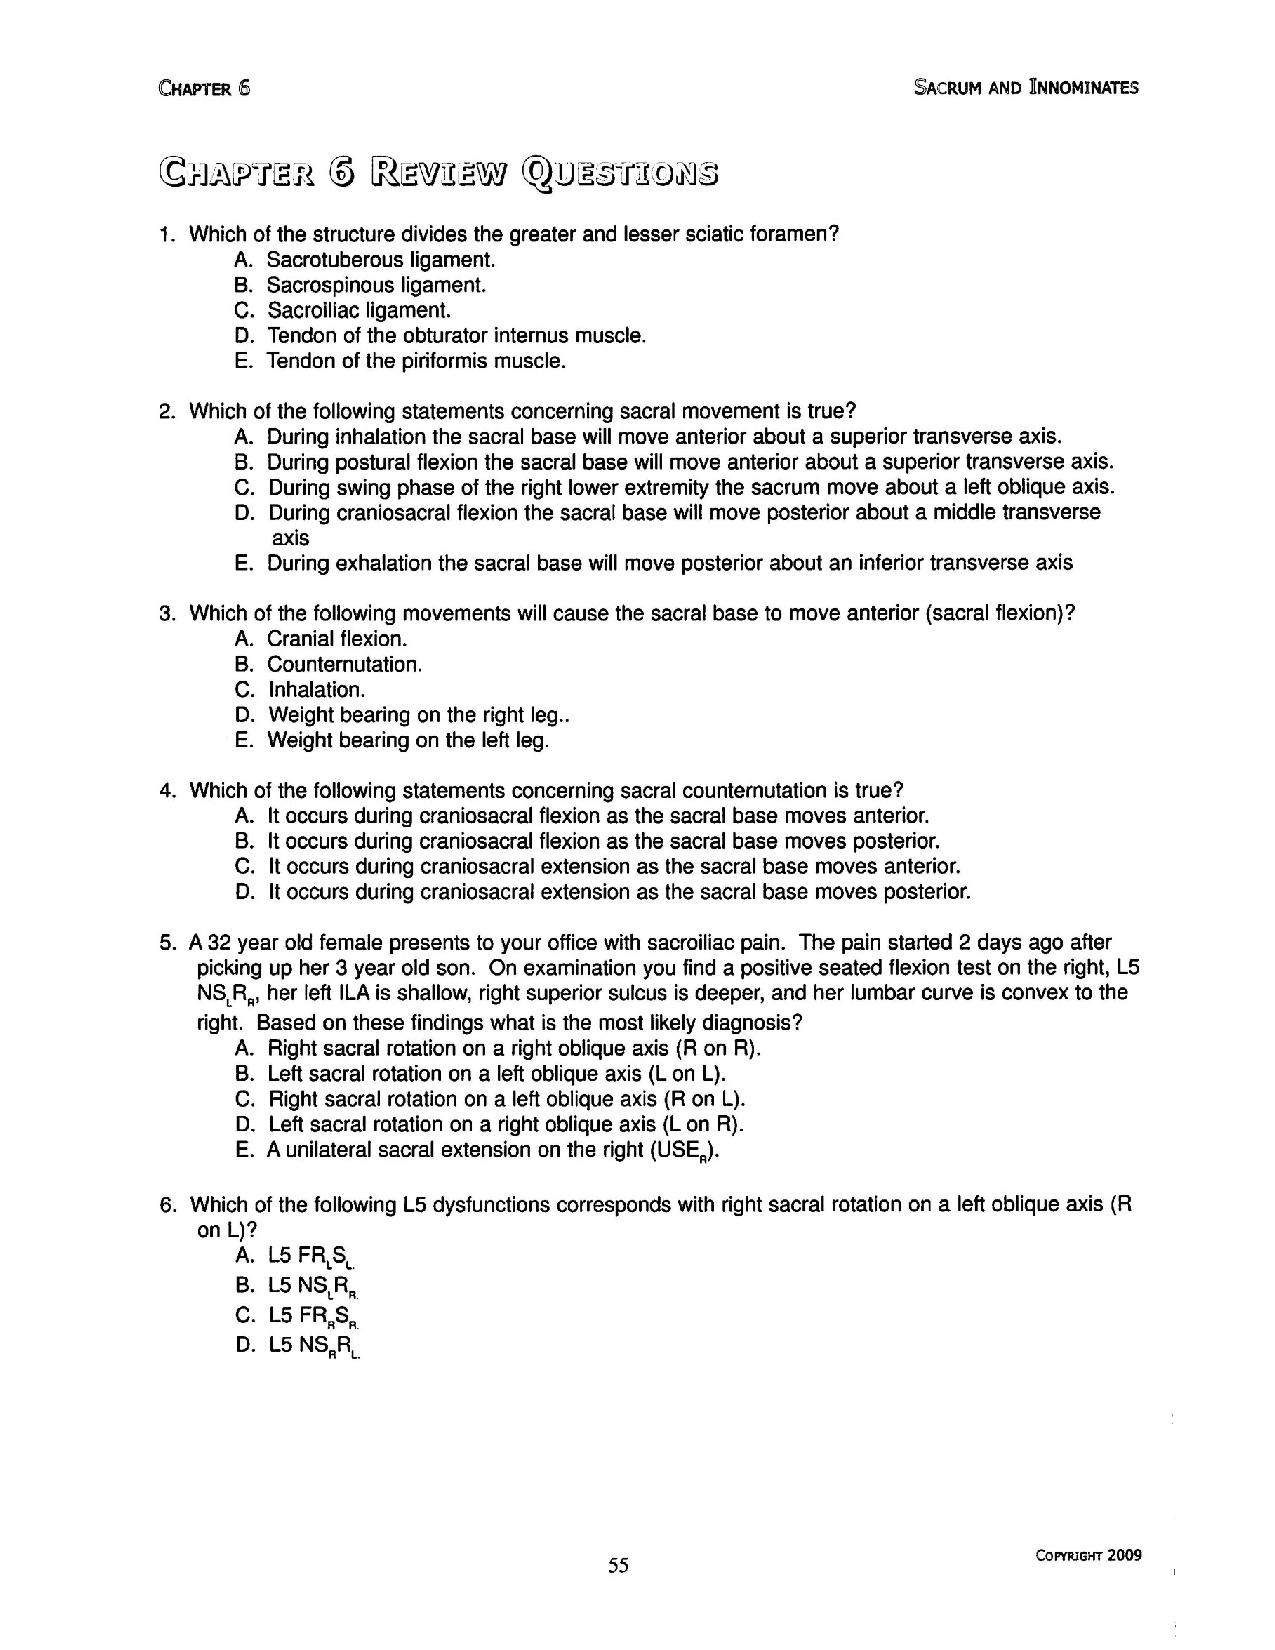 CHAPTER 6
SACRUM AND INNOMINATES
CHAPTER 6 REVIEW QUESTIONS
1. Which of the structure divides the greater and lesser sciatic foramen?
A. Sacrotuberous ligament.
B. Sacrospinous ligament.
C. Sacroiliac ligament.
D. Tendon of the obturator internus muscle.
E. Tendon of the piriformis muscle.
2. Which of the following statements concerning sacral movement is true?
A. During inhalation the sacral base will move anterior about a superior transverse axis.
B. During postural flexion the sacral base will move anterior about a superior transverse axis.
C. During swing phase of the right lower extremity the sacrum move about a left oblique axis.
D. During craniosacral flexion the sacral base will move posterior about a middle transverse
axis
E. During exhalation the sacral base will move posterior about an inferior transverse axis
3. Which of the following movements will cause the sacral base to move anterior (sacral flexion)?
A. Cranial flexion.
B. Counternutation.
C. Inhalation.
D. Weight bearing on the right leg..
E. Weight bearing on the left leg.
4. Which of the following statements concerning sacral counternutation is true?
A. It occurs during craniosacral flexion as the sacral base moves anterior.
B. It occurs during craniosacral flexion as the sacral base moves posterior.
C. It occurs during craniosacral extension as the sacral base moves anterior.
D. It occurs during craniosacral extension as the sacral base moves posterior.
5. A 32 year old female presents to your office with sacroiliac pain. The pain started 2 days ago after
picking up her 3 year old son. On examination you find a positive seated flexion test on the right, L5
NSLRR, her left ILA is shallow, right superior sulcus is deeper, and her lumbar curve is convex to the
right. Based on these findings what is the most likely diagnosis?
A. Right sacral rotation on a right oblique axis (R on R).
B. Left sacral rotation on a left oblique axis (L on L).
C. Right sacral rotation on a left oblique axis (R on L).
D. Left sacral rotation on a right oblique axis (L on R).
E. A unilateral sacral extension on the right (USER).
6. Which of the following L5 dysfunctions corresponds with right sacral rotation on a left oblique axis (R
on L)?
A. L5 FRLSL.
B. L5 NSLRR.
C. L5 FRRSR.
D. L5 NSRRL.
55
COPYRIGHT 2009